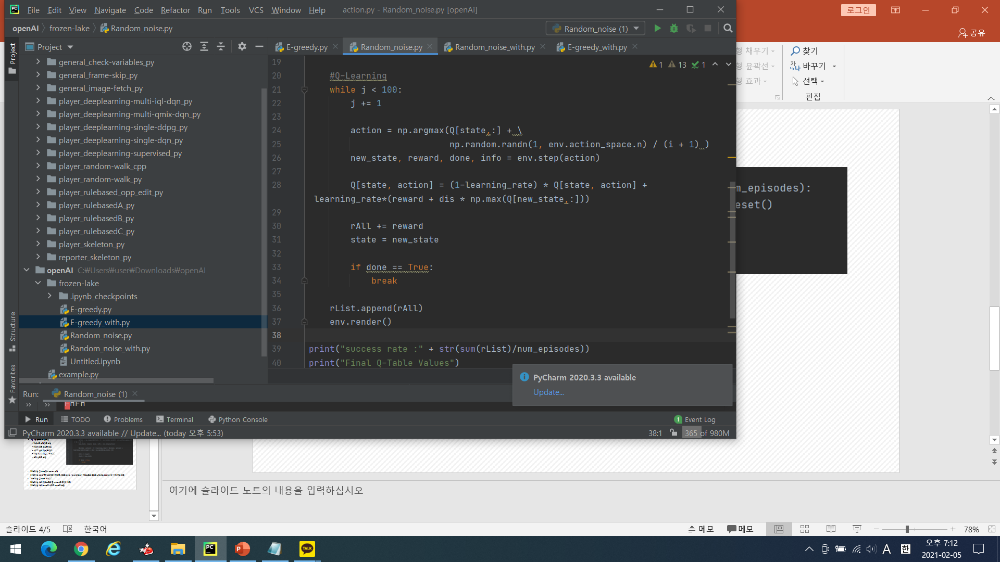 File Edit View Navigate Code Refactor Run Tools VCS Window Help action.py - Random_noise.py [openAi]
로그인
openAI frozen-lake Random_noise.py
Random_noise (1)
공유
Project
Project
E-greedy.py Random_noise.py Random_noise_with.py E-greedy_with.py
general_check-variables_py
general_frame-skip_py
general_image-fetch_py
player_deeplearning-multi-iql-dqn_py
player_deeplearning-multi-qmix-dqn_py
player_deeplearning-single-ddpg_py
player_deeplearning-single-dqn_py
player_deeplearning-supervised_py
player_random-walk_cpp
player_random-walk_py
player_rulebased_opp_edit_py
player_rulebasedA_py
player_rulebasedB_py
player_rulebasedC_py
player_skeleton_py
reporter_skeleton_py
openAI C:₩Users₩user₩Downloads₩openAI
frozen-lake
.ipynb_checkpoints
E-greedy.py
E-greedy_with.py
Random_noise.py
Random_noise_with.py
Untitled.ipynb
example.py
Structure
Favorites
1 13 1
19
20 #Q-Learning
21 while j < 100:
22 j += 1
23
24 action = np.argmax(Q[state,:] + \
25 np.random.randn(1, env.action_space.n) / (i + 1) )
26 new_state, reward, done, info = env.step(action)
27
28 Q[state, action] = (1-learning_rate) * Q[state, action] +
learning_rate*(reward + dis * np.max(Q[new_state,:]))
29
30 rAll += reward
31 state = new_state
32
33 if done == True:
34 break
35
36 rList.append(rAll)
37 env.render()
38
39 print("success rate :" + str(sum(rList)/num_episodes))
40 print("Final Q-Table Values")
PyCharm 2020.3.3 available
Update...
Run: Random_noise (1)
FHFH
Run TODO Problems Terminal Python Console
1 Event Log
PyCharm 2020.3.3 available // Update... (today 오후 5:53)
38:1 365 of 980M
형 채우기
형 윤곽선
형 효과
찾기
바꾸기
선택
편집
m_episodes):
eset()
여기에 슬라이드 노트의 내용을 입력하십시오
슬라이드 4/5 한국어
메모 메모
78%
PC
TALK
A 한
오후 7:12
2021-02-05